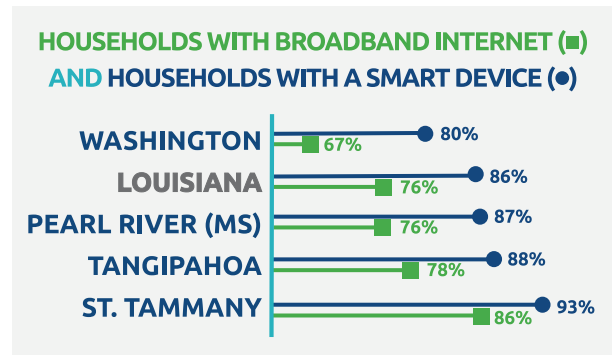 HOUSEHOLDS WITH BROADBAND INTERNET (■)
AND HOUSEHOLDS WITH A SMART DEVICE (●)
WASHINGTON 80%
67%
LOUISIANA 86%
76%
PEARL RIVER (MS) 87%
76%
TANGIPAHOA 88%
78%
ST. TAMMANY 93%
86%